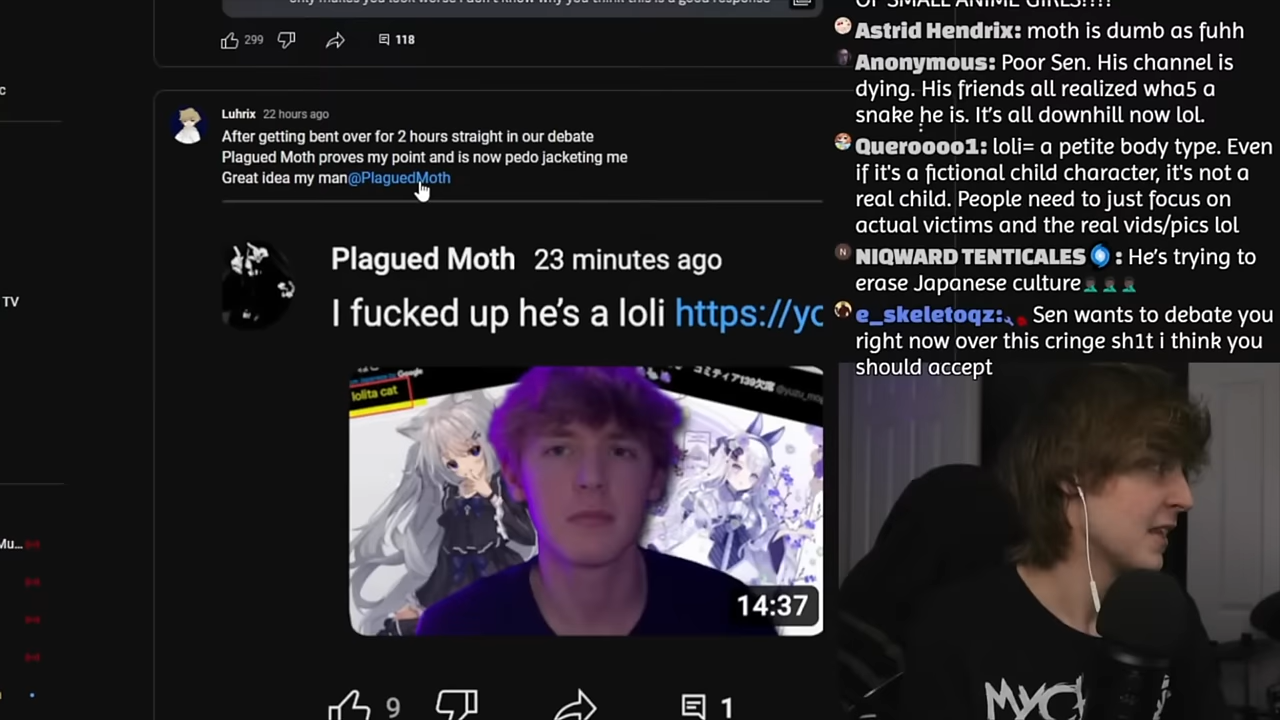 299
118
Luhrix 22 hours ago
After getting bent over for 2 hours straight in our debate
Plagued Moth proves my point and is now pedo jacketing me
Great idea my man@PlaguedMoth
Plagued Moth 23 minutes ago
I fucked up he’s a loli https://yo
lolita cat
Google
14:37
9
1
c
TV
Mu...
Astrid Hendrix: moth is dumb as fuhh
Anonymous: Poor Sen. His channel is
dying. His friends all realized wha5 a
snake he is. It’s all downhill now lol.
Queroooo1: loli= a petite body type. Even
if it's a fictional child character, it's not a
real child. People need to just focus on
actual victims and the real vids/pics lol
NIQWARD TENTICALES🌀: He’s trying to
erase Japanese culture
e_skeletoqz: Sen wants to debate you
right now over this cringe sh1t i think you
should accept